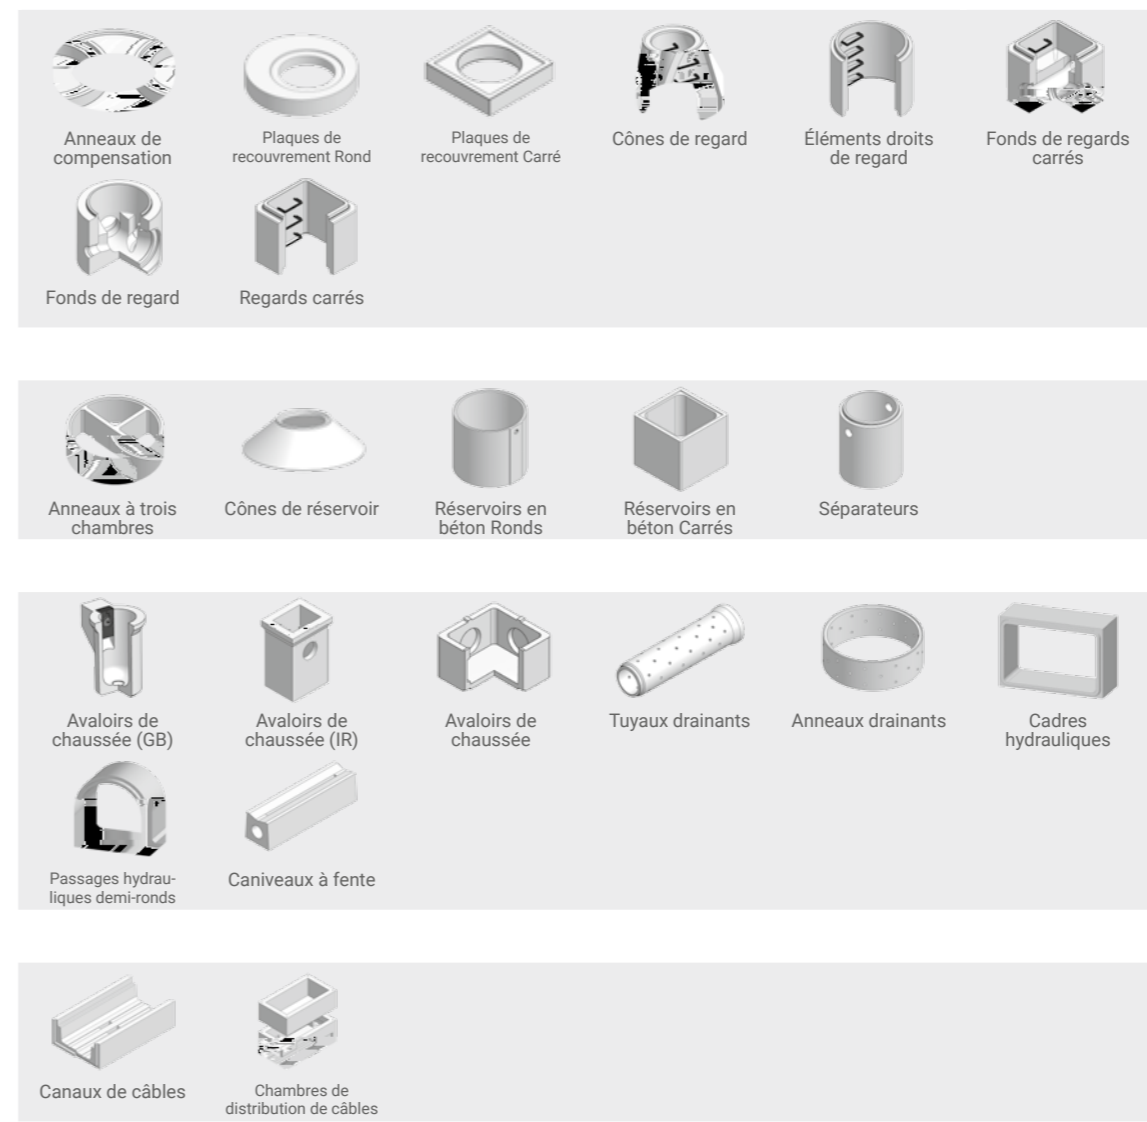 Anneaux de
compensation
Plaques de
recouvrement Rond
Plaques de
recouvrement Carré
Cônes de regard
Éléments droits
de regard
Fonds de regards
carrés
Fonds de regard
Regards carrés
Anneaux à trois
chambres
Cônes de réservoir
Réservoirs en
béton Ronds
Réservoirs en
béton Carrés
Séparateurs
Avaloirs de
chaussée (GB)
Avaloirs de
chaussée (IR)
Avaloirs de
chaussée
Tuyaux drainants
Anneaux drainants
Cadres
hydrauliques
Passages hydrau-
liques demi-ronds
Caniveaux à fente
Canaux de câbles
Chambres de
distribution de câbles